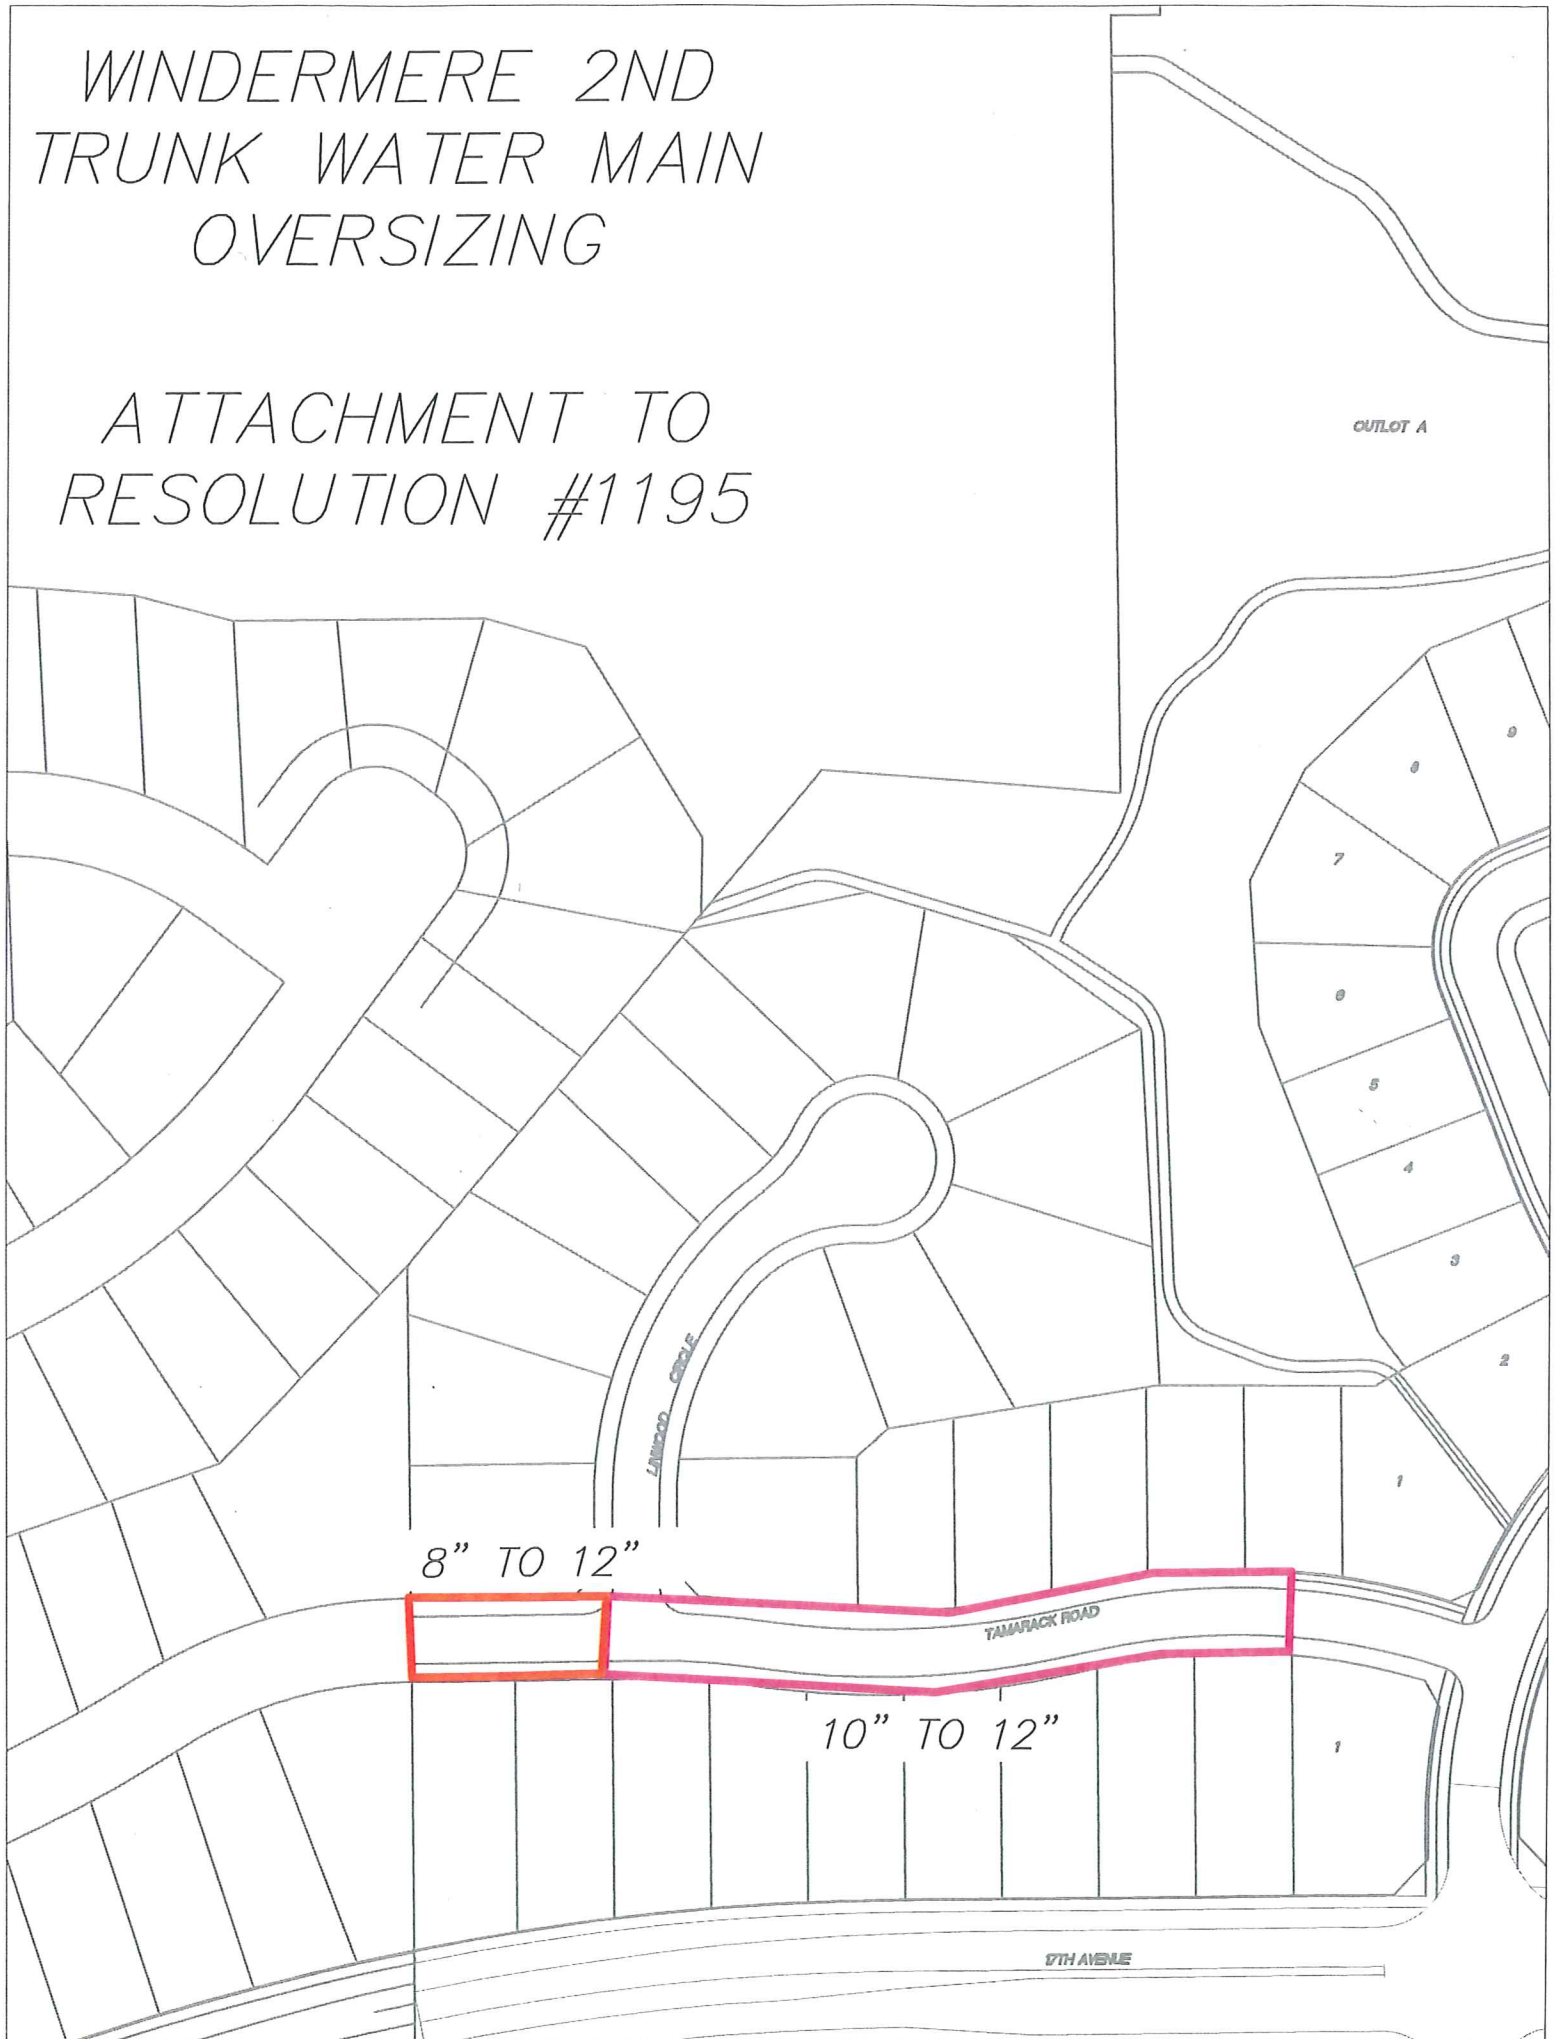 WINDERMERE 2ND
TRUNK WATER MAIN
OVERSIZING
ATTACHMENT TO
RESOLUTION #1195
OUTLOT A
9
8
7
6
5
4
3
2
1
LINWOOD CIRCLE
8” TO 12”
TAMARACK ROAD
10” TO 12”
1
17TH AVENUE